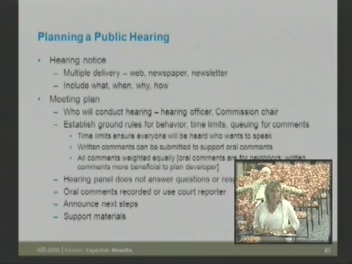 Planning a Public Hearing
• Hearing notice
– Multiple delivery – web, newspaper, newsletter
– Include what, when, why, how
• Meeting plan
– Who will conduct hearing – hearing officer, Commission chair
– Establish ground rules for behavior, time limits, queuing for comments
• Time limits ensure everyone will be heard who wants to speak
• Written comments can be submitted to support oral comments
• All comments weighted equally [oral comments are for neighbors; written
comments more beneficial to plan developer]
– Hearing panel does not answer questions or
– Oral comments recorded or use court reporter
– Announce next steps
– Support materials